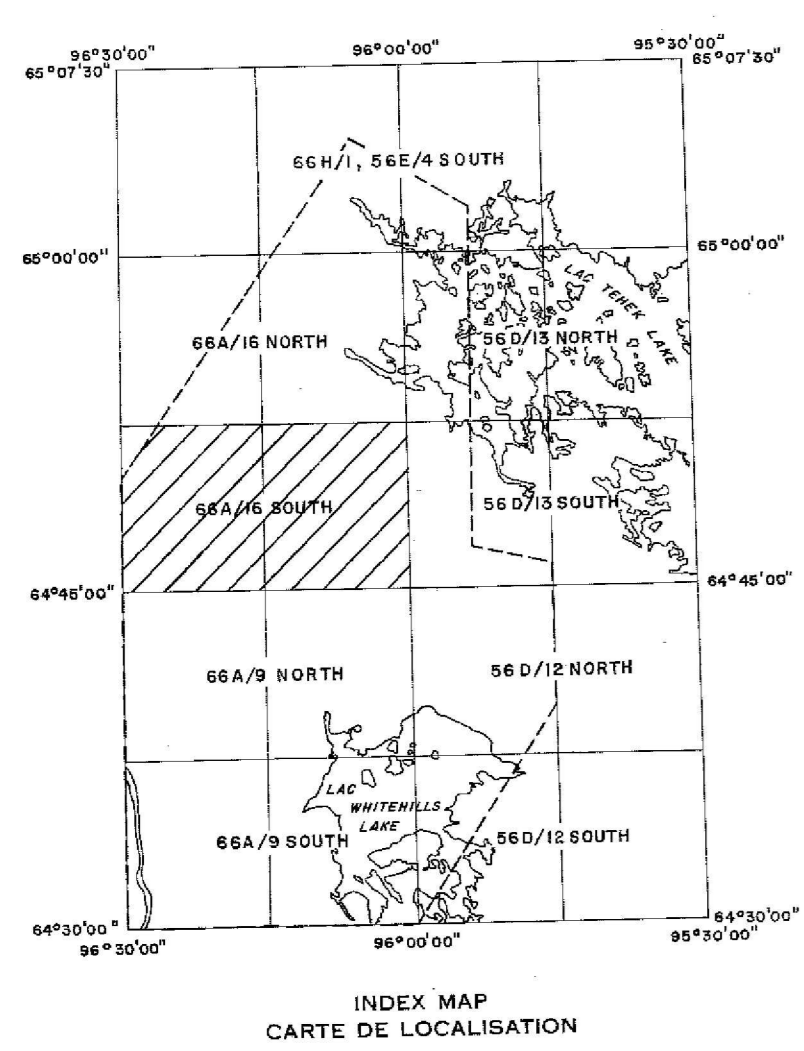 96°30'00" 96°00'00" 95°30'00"
65°07'30" 65°07'30"
66H/1, 56E/4 SOUTH
65°00'00" 65°00'00"
LAC TEHEK LAKE
66A/16 NORTH 56D/13 NORTH
66A/16 SOUTH 56D/13 SOUTH
64°45'00" 64°45'00"
66A/9 NORTH 56D/12 NORTH
LAC
WHITEHILLS
LAKE
66A/9 SOUTH 56D/12 SOUTH
64°30'00" 64°30'00"
96°30'00" 96°00'00" 95°30'00"
INDEX MAP
CARTE DE LOCALISATION